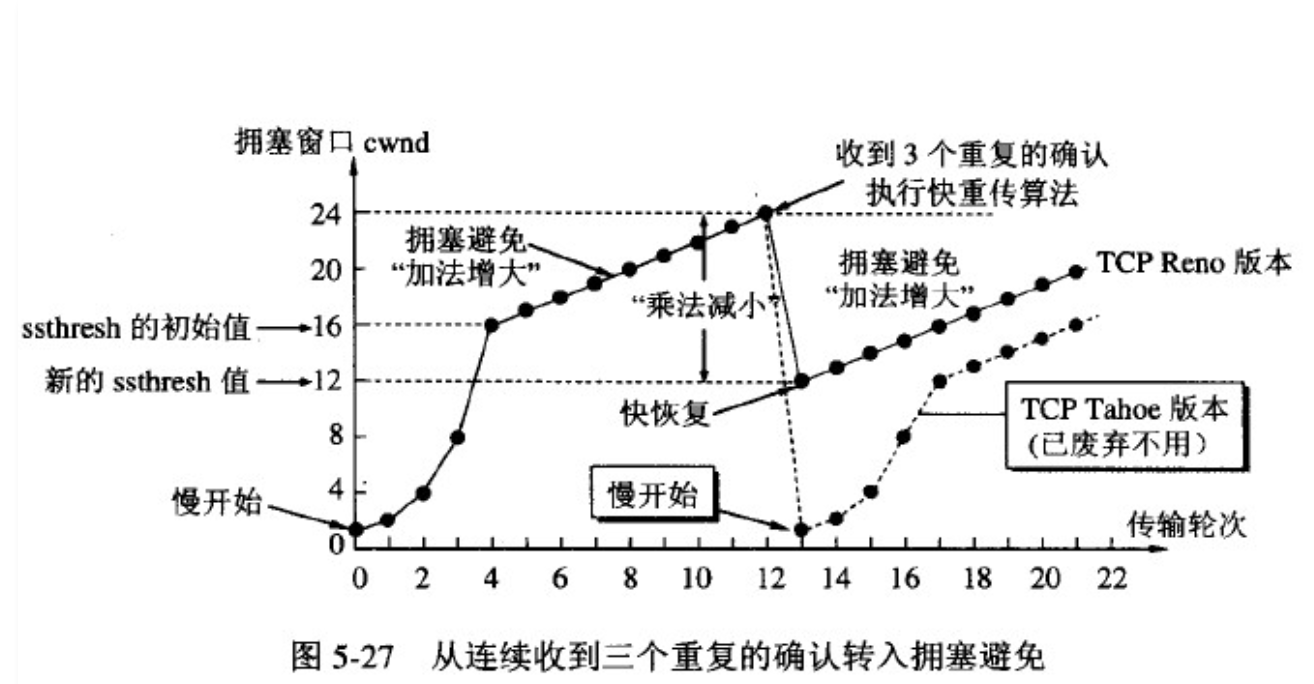 拥塞窗口 cwnd
收到 3 个重复的确认
执行快重传算法
24
拥塞避免
“加法增大”
20
拥塞避免
“加法增大”
TCP Reno 版本
“乘法减小”
ssthresh 的初始值
16
新的 ssthresh 值
12
快恢复
TCP Tahoe 版本
(已废弃不用）
8
慢开始
4
慢开始
传输轮次
0
0 2 4 6 8 10 12 14 16 18 20 22
图 5-27 从连续收到三个重复的确认转入拥塞避免